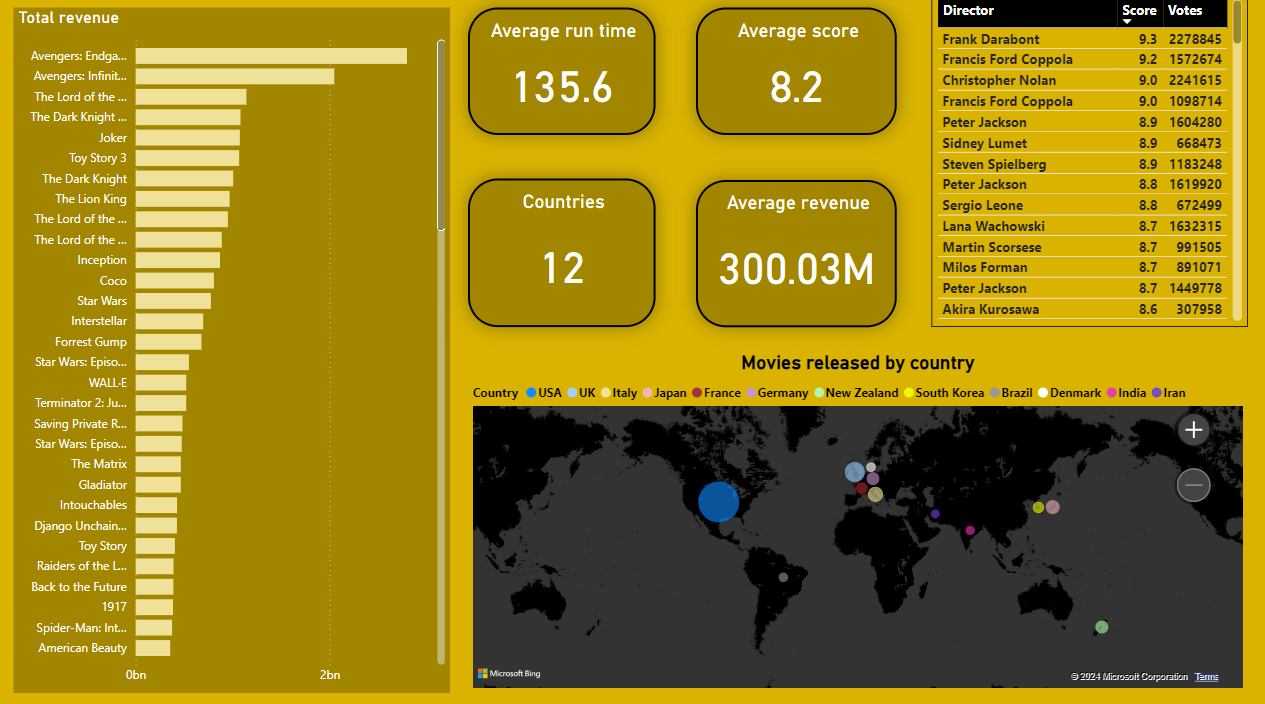 Total revenue
Avengers: Endga...
Avengers: Infinit...
The Lord of the ...
The Dark Knight ...
Joker
Toy Story 3
The Dark Knight
The Lion King
The Lord of the ...
The Lord of the ...
Inception
Coco
Star Wars
Interstellar
Forrest Gump
Star Wars: Episo...
WALL·E
Terminator 2: Ju...
Saving Private R...
Star Wars: Episo...
The Matrix
Gladiator
Intouchables
Django Unchain...
Toy Story
Raiders of the L...
Back to the Future
1917
Spider-Man: Int...
American Beauty
0bn 2bn
Average run time
135.6
Average score
8.2
Countries
12
Average revenue
300.03M
Director Score Votes
Frank Darabont 9.3 2278845
Francis Ford Coppola 9.2 1572674
Christopher Nolan 9.0 2241615
Francis Ford Coppola 9.0 1098714
Peter Jackson 8.9 1604280
Sidney Lumet 8.9 668473
Steven Spielberg 8.9 1183248
Peter Jackson 8.8 1619920
Sergio Leone 8.8 672499
Lana Wachowski 8.7 1632315
Martin Scorsese 8.7 991505
Milos Forman 8.7 891071
Peter Jackson 8.7 1449778
Akira Kurosawa 8.6 307958
Movies released by country
Country USA UK Italy Japan France Germany New Zealand South Korea Brazil Denmark India Iran
Microsoft Bing
© 2024 Microsoft Corporation Terms